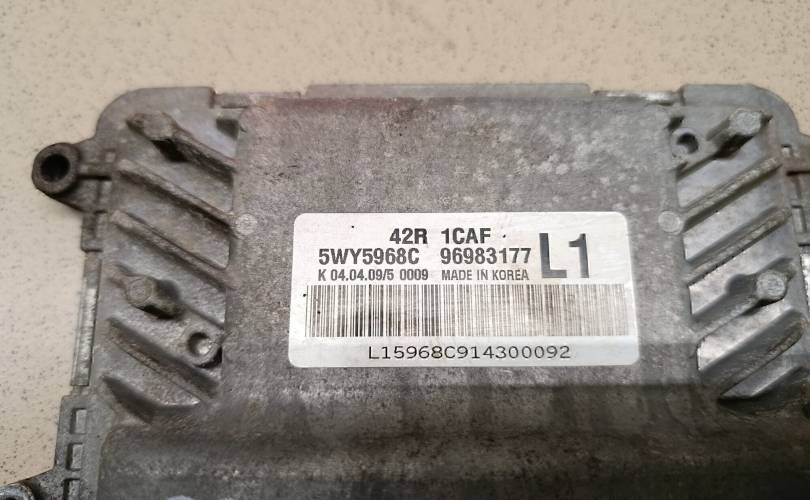 42R 1CAF
5WY5968C 96983177 L1
K 04.04.09/5 0009 MADE IN KOREA
L15968C914300092